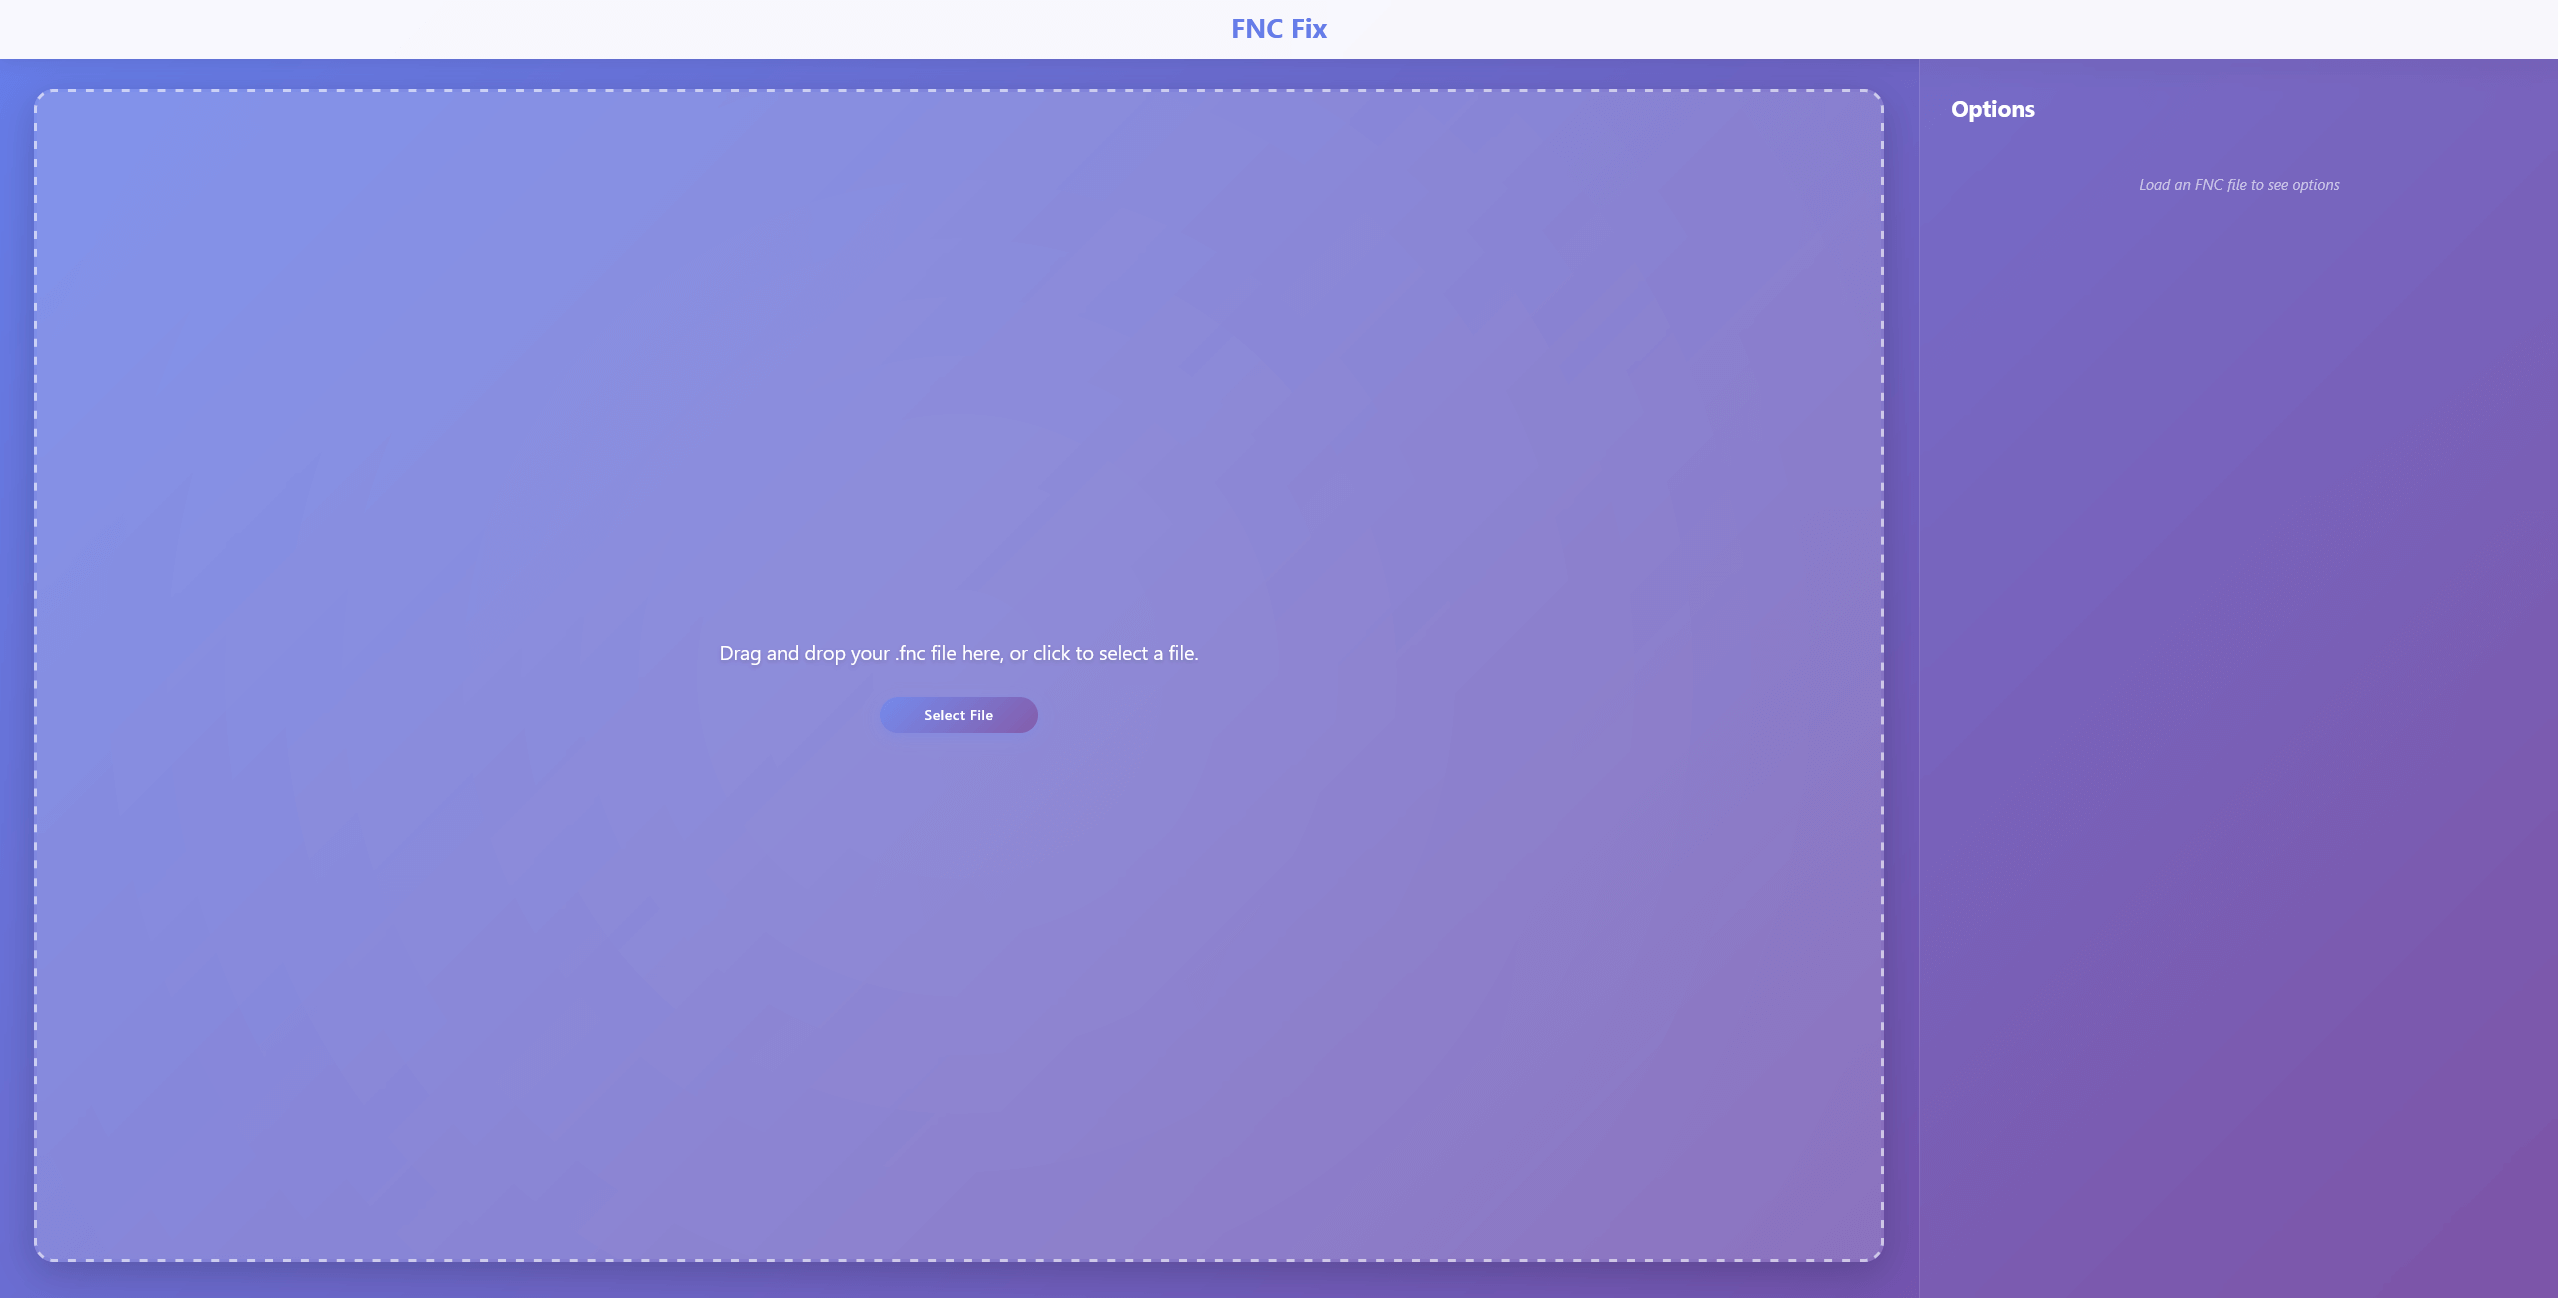 FNC Fix
Options
Load an FNC file to see options
Drag and drop your .fnc file here, or click to select a file.
Select File